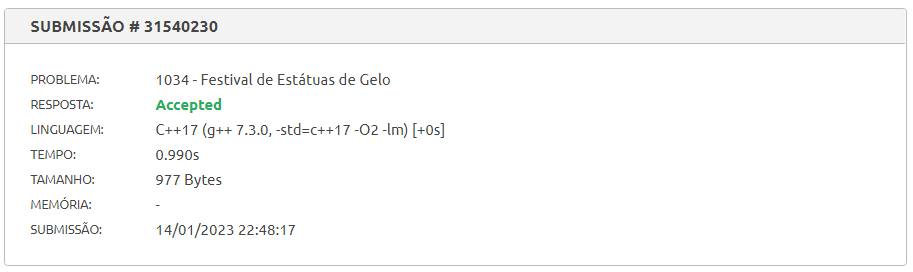 SUBMISSÃO # 31540230
PROBLEMA: 1034 - Festival de Estátuas de Gelo
RESPOSTA: Accepted
LINGUAGEM: C++17 (g++ 7.3.0, -std=c++17 -O2 -lm) [+0s]
TEMPO: 0.990s
TAMANHO: 977 Bytes
MEMÓRIA: -
SUBMISSÃO: 14/01/2023 22:48:17